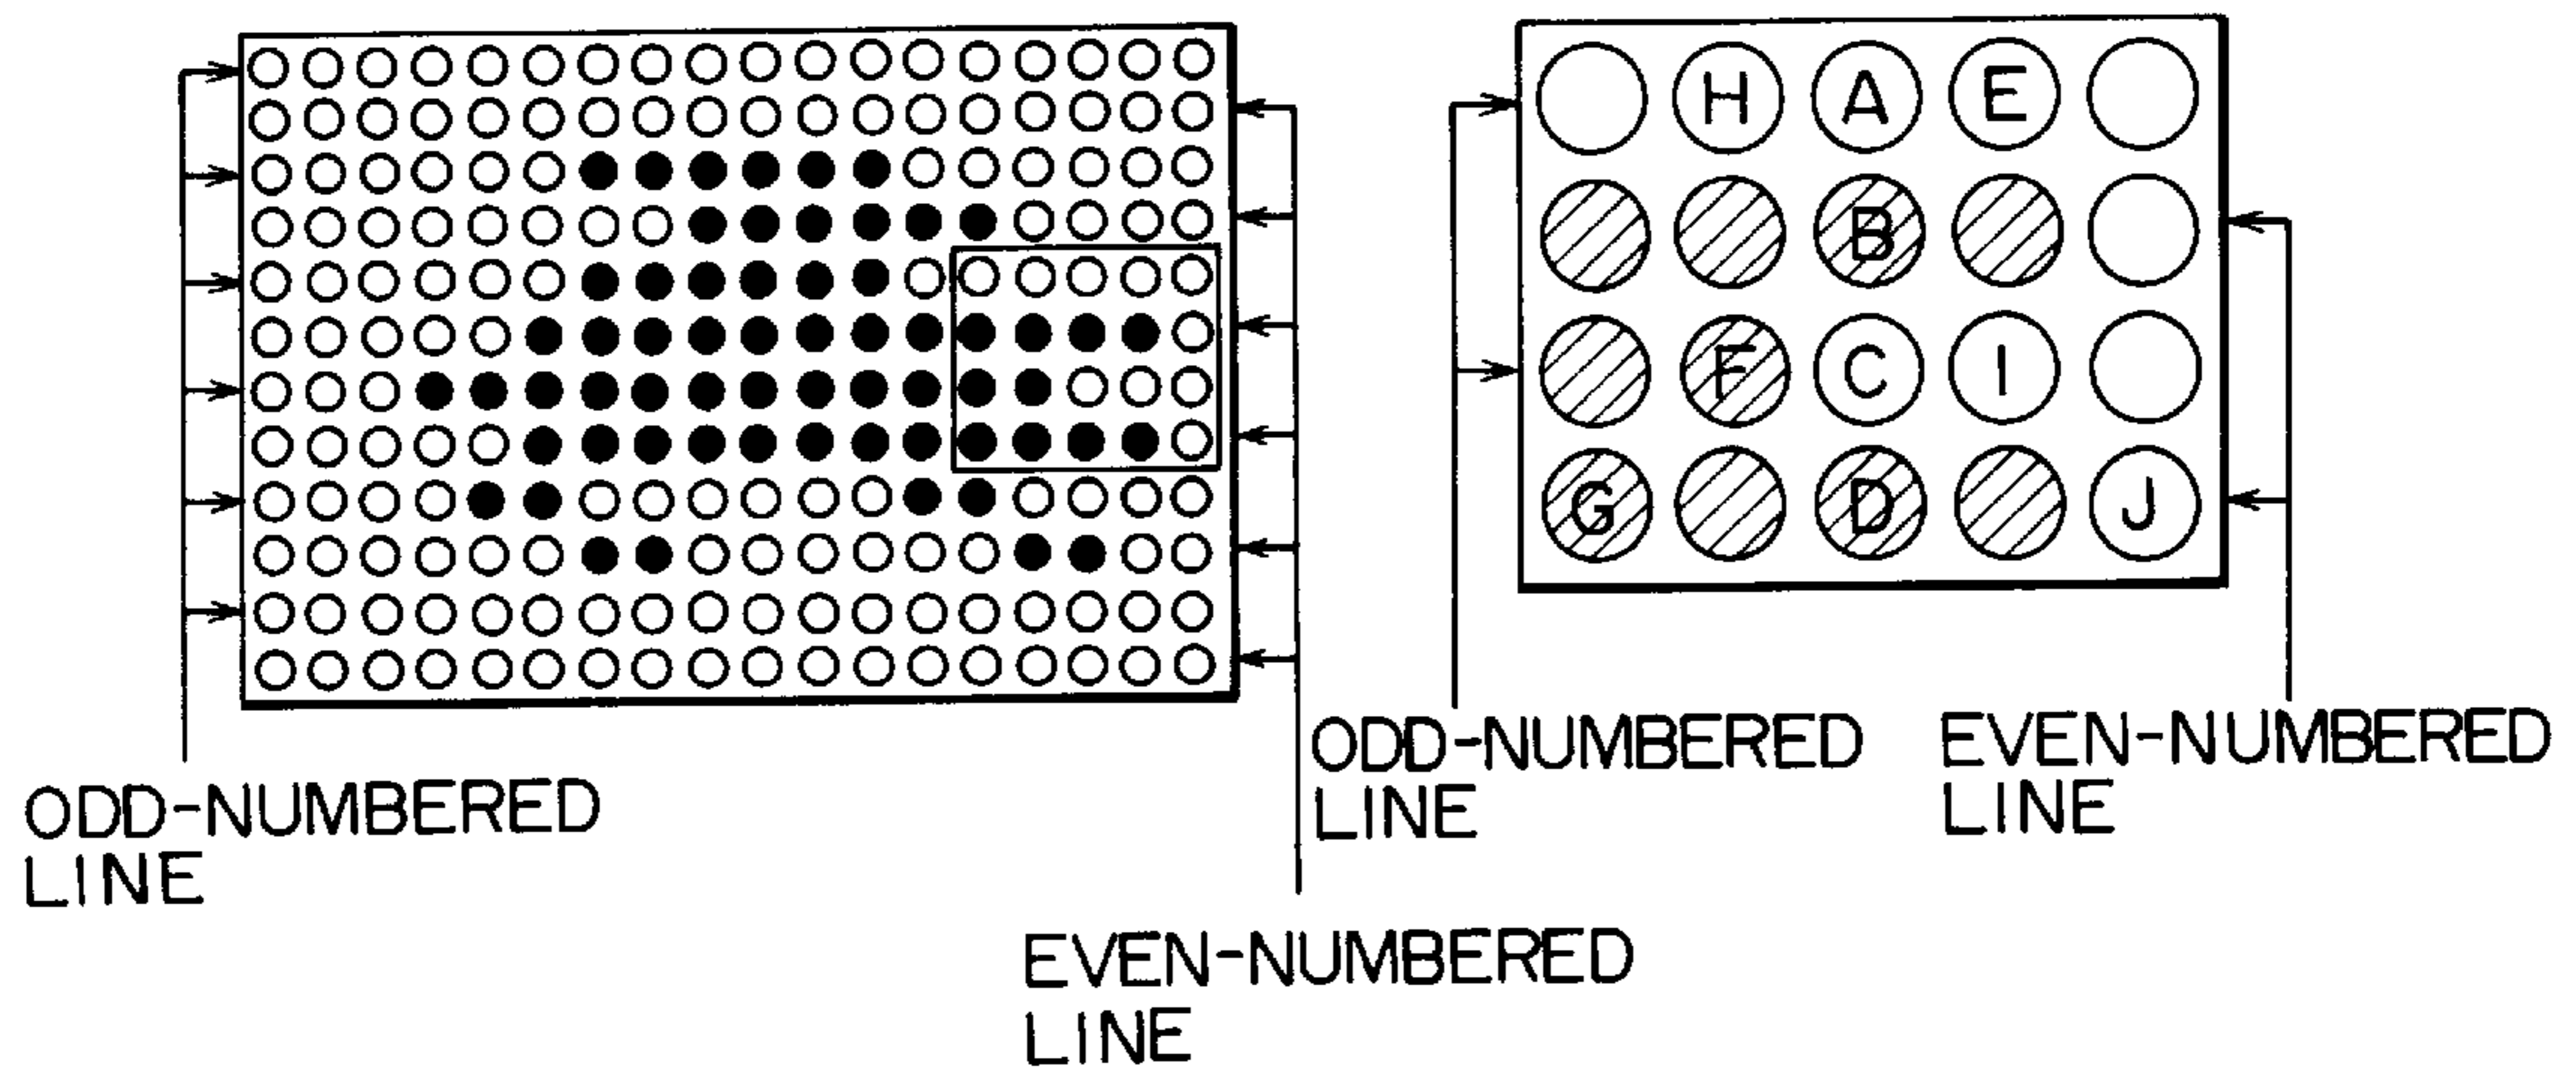 H A E
B
F C I
G D J
ODD-NUMBERED
LINE
EVEN-NUMBERED
LINE
ODD-NUMBERED
LINE
EVEN-NUMBERED
LINE